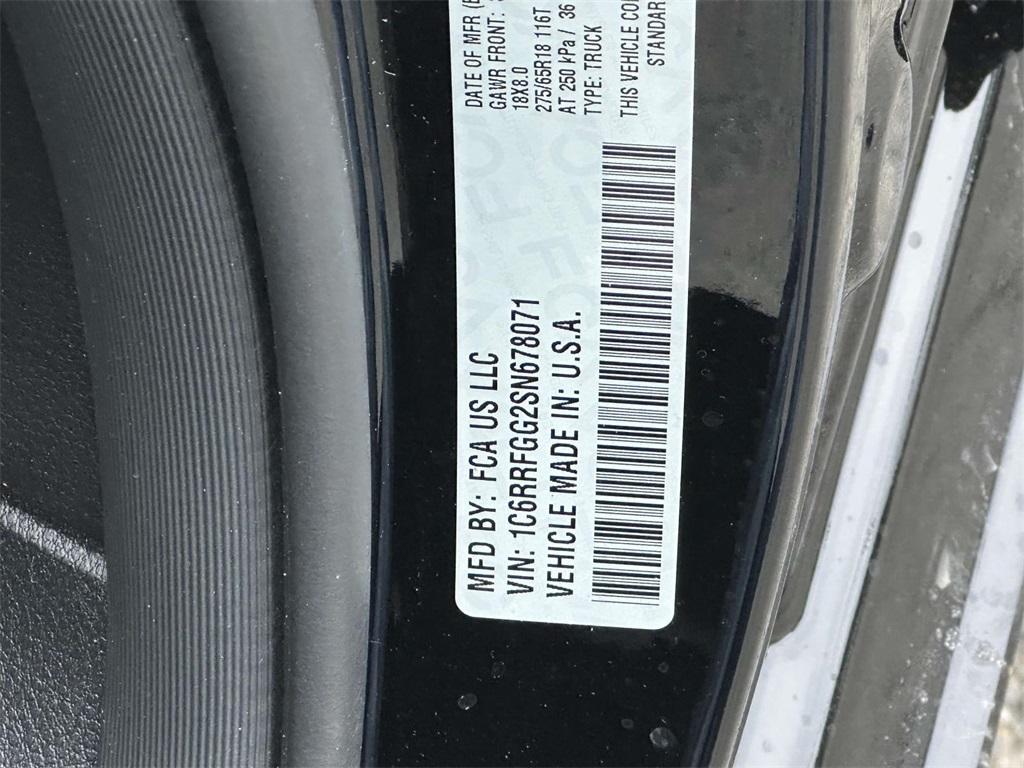 MFD BY: FCA US LLC
VIN: 1C6RRFGG2SN678071
VEHICLE MADE IN: U.S.A.
DATE OF MFR
GAWR FRONT:
18X8.0
275/65R18 116T
AT 250 kPa / 36
TYPE: TRUCK
THIS VEHICLE
STANDARD